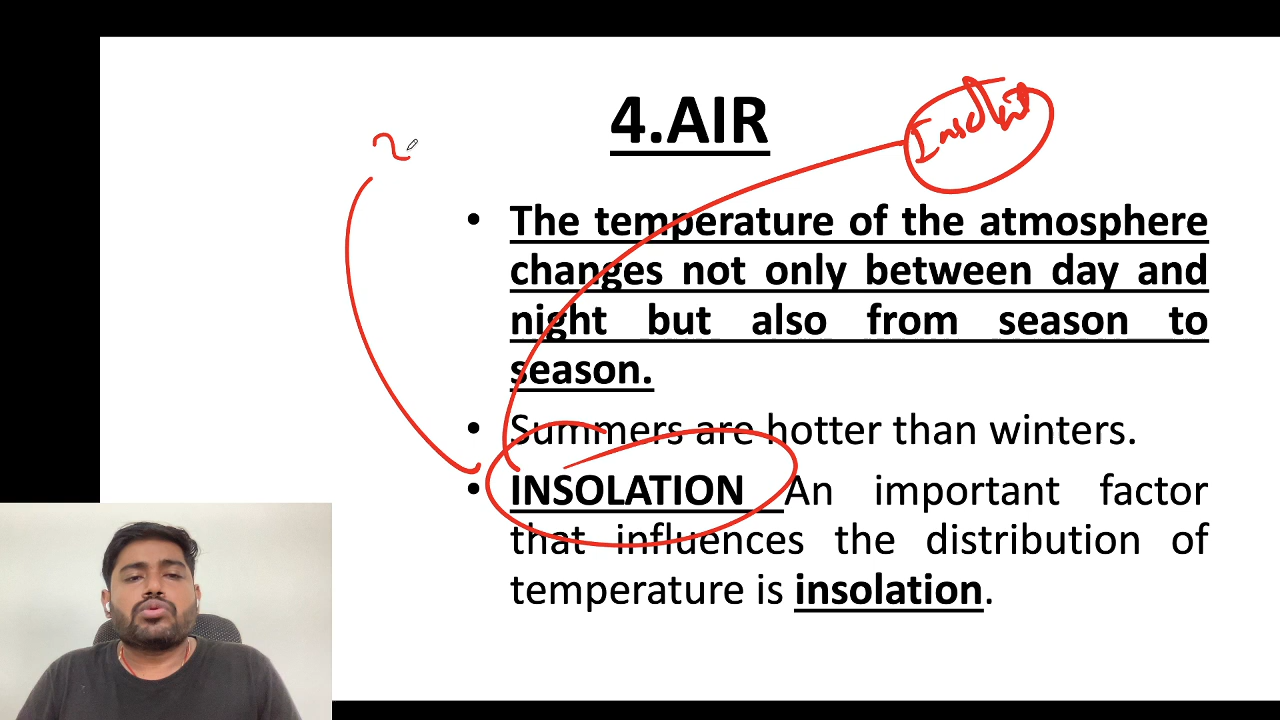 4.AIR
• The temperature of the atmosphere
changes not only between day and
night but also from season to
season.
• Summers are hotter than winters.
• INSOLATION An important factor
that influences the distribution of
temperature is insolation.